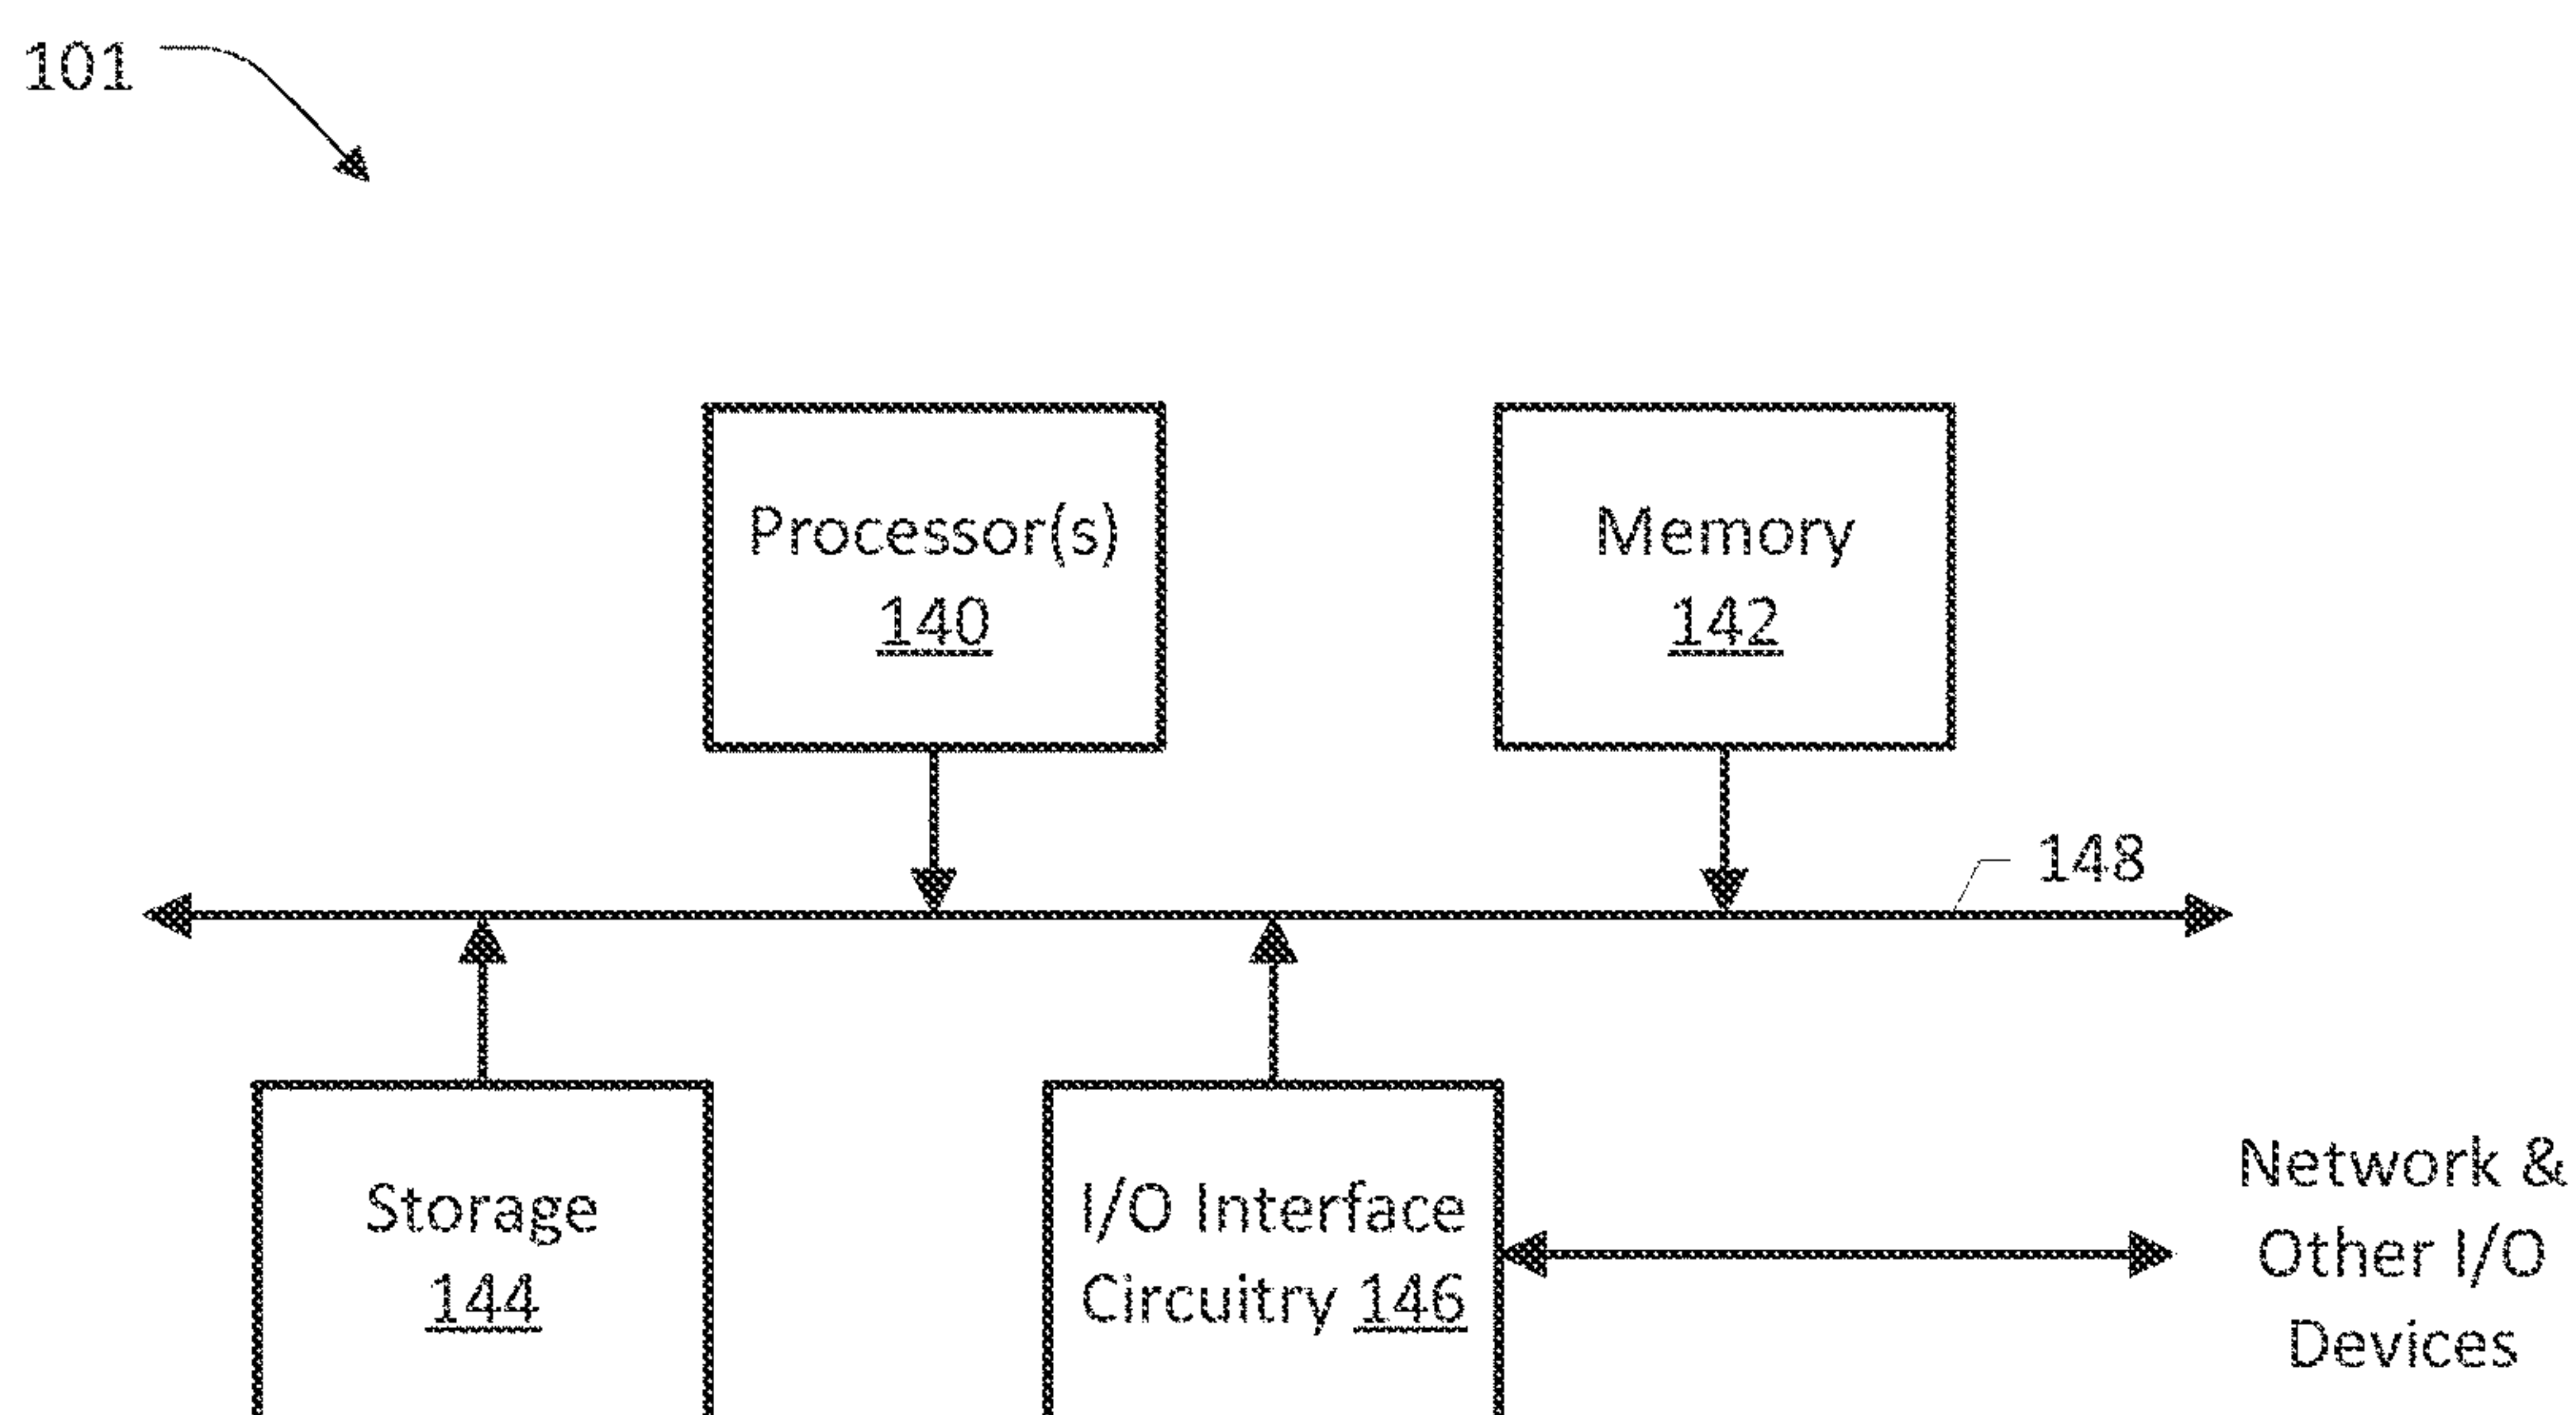 101
Processor(s)
140
Memory
142
148
Storage
144
I/O Interface
Circuitry 146
Network &
Other I/O
Devices